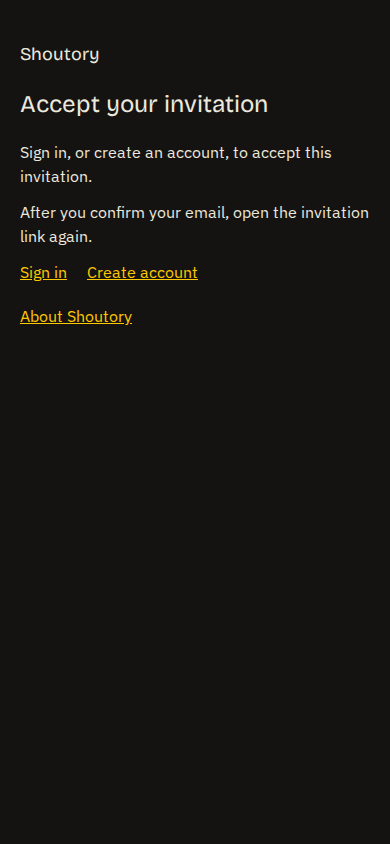 Shoutory
Accept your invitation
Sign in, or create an account, to accept this
invitation.
After you confirm your email, open the invitation
link again.
Sign in Create account
About Shoutory